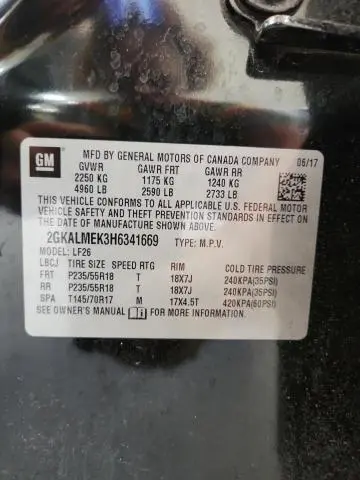 GM
MFD BY GENERAL MOTORS OF CANADA COMPANY 06/17
GVWR GAWR FRT GAWR RR
2250 KG 1175 KG 1240 KG
4960 LB 2590 LB 2733 LB
THIS VEHICLE CONFORMS TO ALL APPLICABLE U.S.
FEDERAL MOTOR VEHICLE SAFETY, BUMPER, AND
THEFT PREVENTION STANDARDS IN EFFECT ON
THE DATE OF MANUFACTURE SHOWN ABOVE.
2GKALMEK3H6341669 TYPE: M.P.V.
MODEL: LF26
LBCJ TIRE SIZE SPEED RTG RIM COLD TIRE PRESSURE
FRT P235/55R18 T 18X7J 240KPA(35PSI)
RR P235/55R18 T 18X7J 240KPA(35PSI)
SPA T145/70R17 M 17X4.5T 420KPA(60PSI)
SEE OWNER'S MANUAL FOR MORE INFORMATION